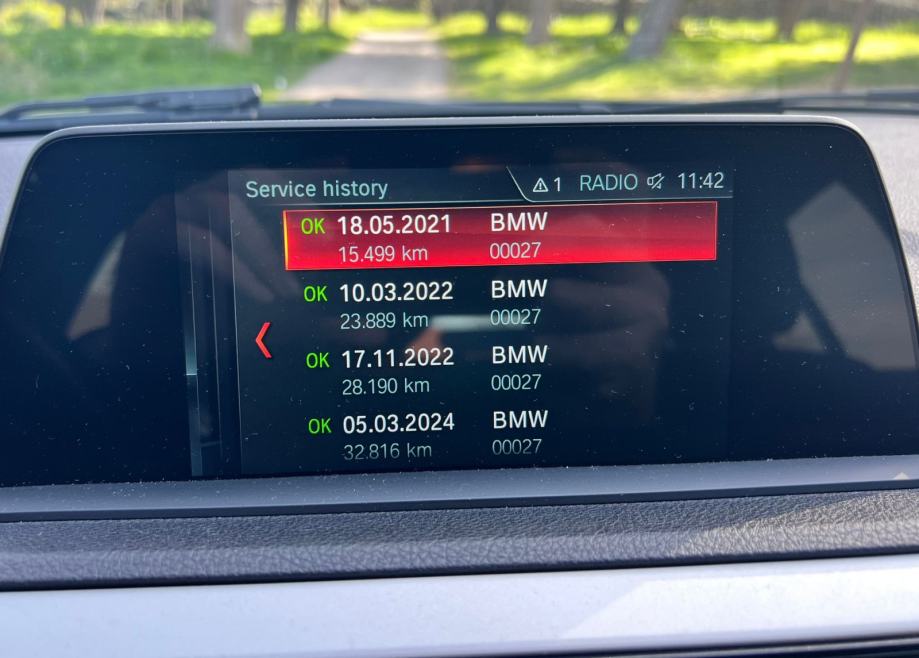 Service history 1 RADIO 11:42
OK 18.05.2021 BMW
15.499 km 00027
OK 10.03.2022 BMW
23.889 km 00027
OK 17.11.2022 BMW
28.190 km 00027
OK 05.03.2024 BMW
32.816 km 00027